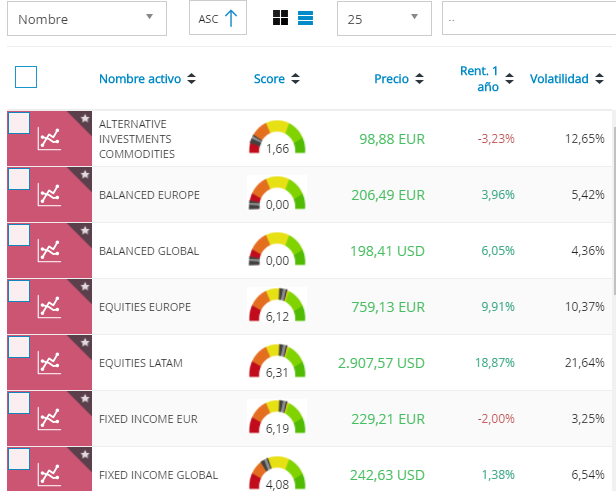 Nombre ASC 25 ..
Nombre activo Score Precio Rent. 1 año Volatilidad
ALTERNATIVE
INVESTMENTS
COMMODITIES
1,66 98,88 EUR -3,23% 12,65%
BALANCED EUROPE 0,00 206,49 EUR 3,96% 5,42%
BALANCED GLOBAL 0,00 198,41 USD 6,05% 4,36%
EQUITIES EUROPE 6,12 759,13 EUR 9,91% 10,37%
EQUITIES LATAM 6,31 2.907,57 USD 18,87% 21,64%
FIXED INCOME EUR 6,19 229,21 EUR -2,00% 3,25%
FIXED INCOME GLOBAL 4,08 242,63 USD 1,38% 6,54%